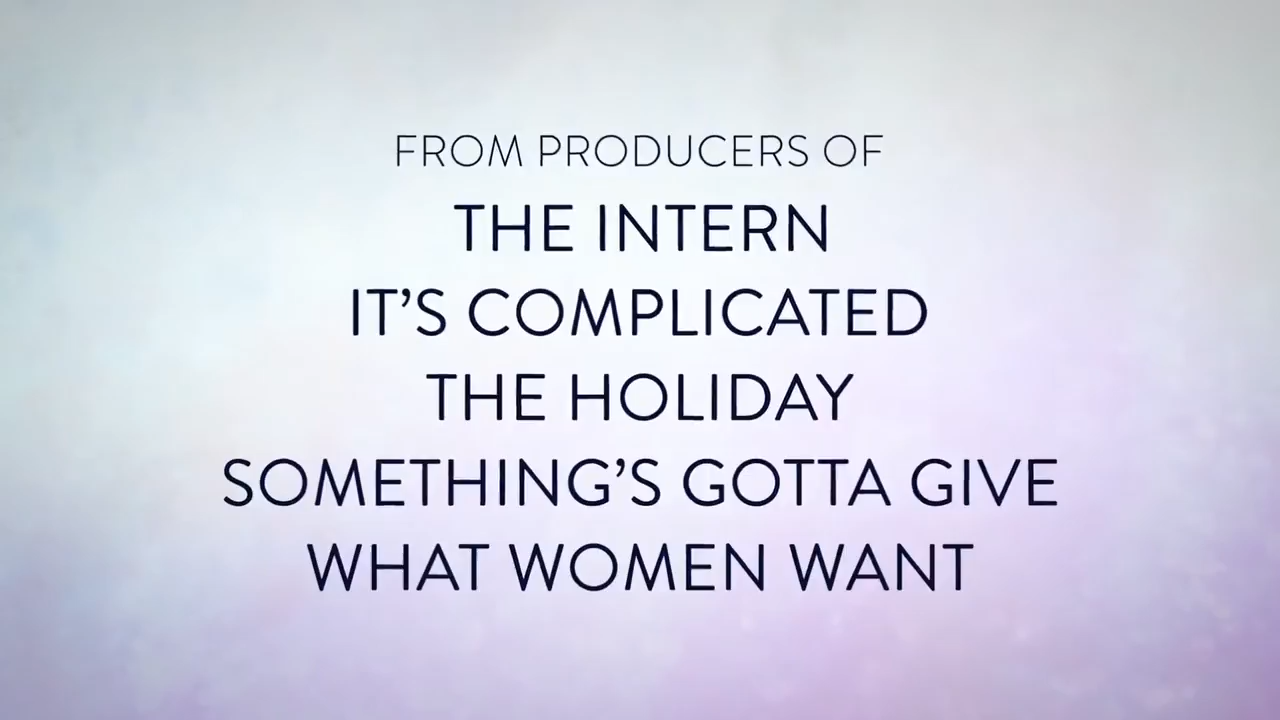 FROM PRODUCERS OF
THE INTERN
IT’S COMPLICATED
THE HOLIDAY
SOMETHING’S GOTTA GIVE
WHAT WOMEN WANT